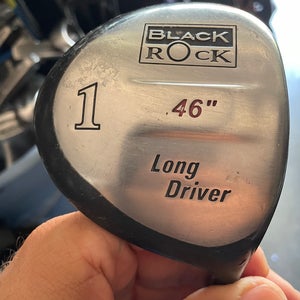 BLACK
ROCK
1
46"
Long
Driver